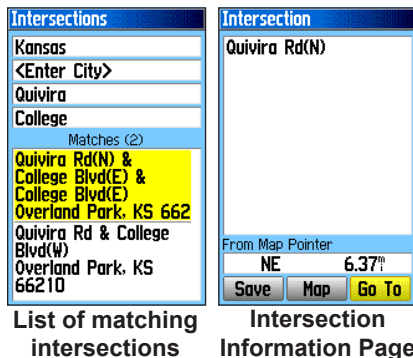 Intersections
Kansas
<Enter City>
Quivira
College
Matches (2)
Quivira Rd(N) &
College Blvd(E) &
College Blvd(E)
Overland Park, KS 662
Quivira Rd & College
Blvd(W)
Overland Park, KS
66210
List of matching
intersections
Intersection
Quivira Rd(N)
From Map Pointer
NE 6.37m
Save Map Go To
Intersection
Information Page